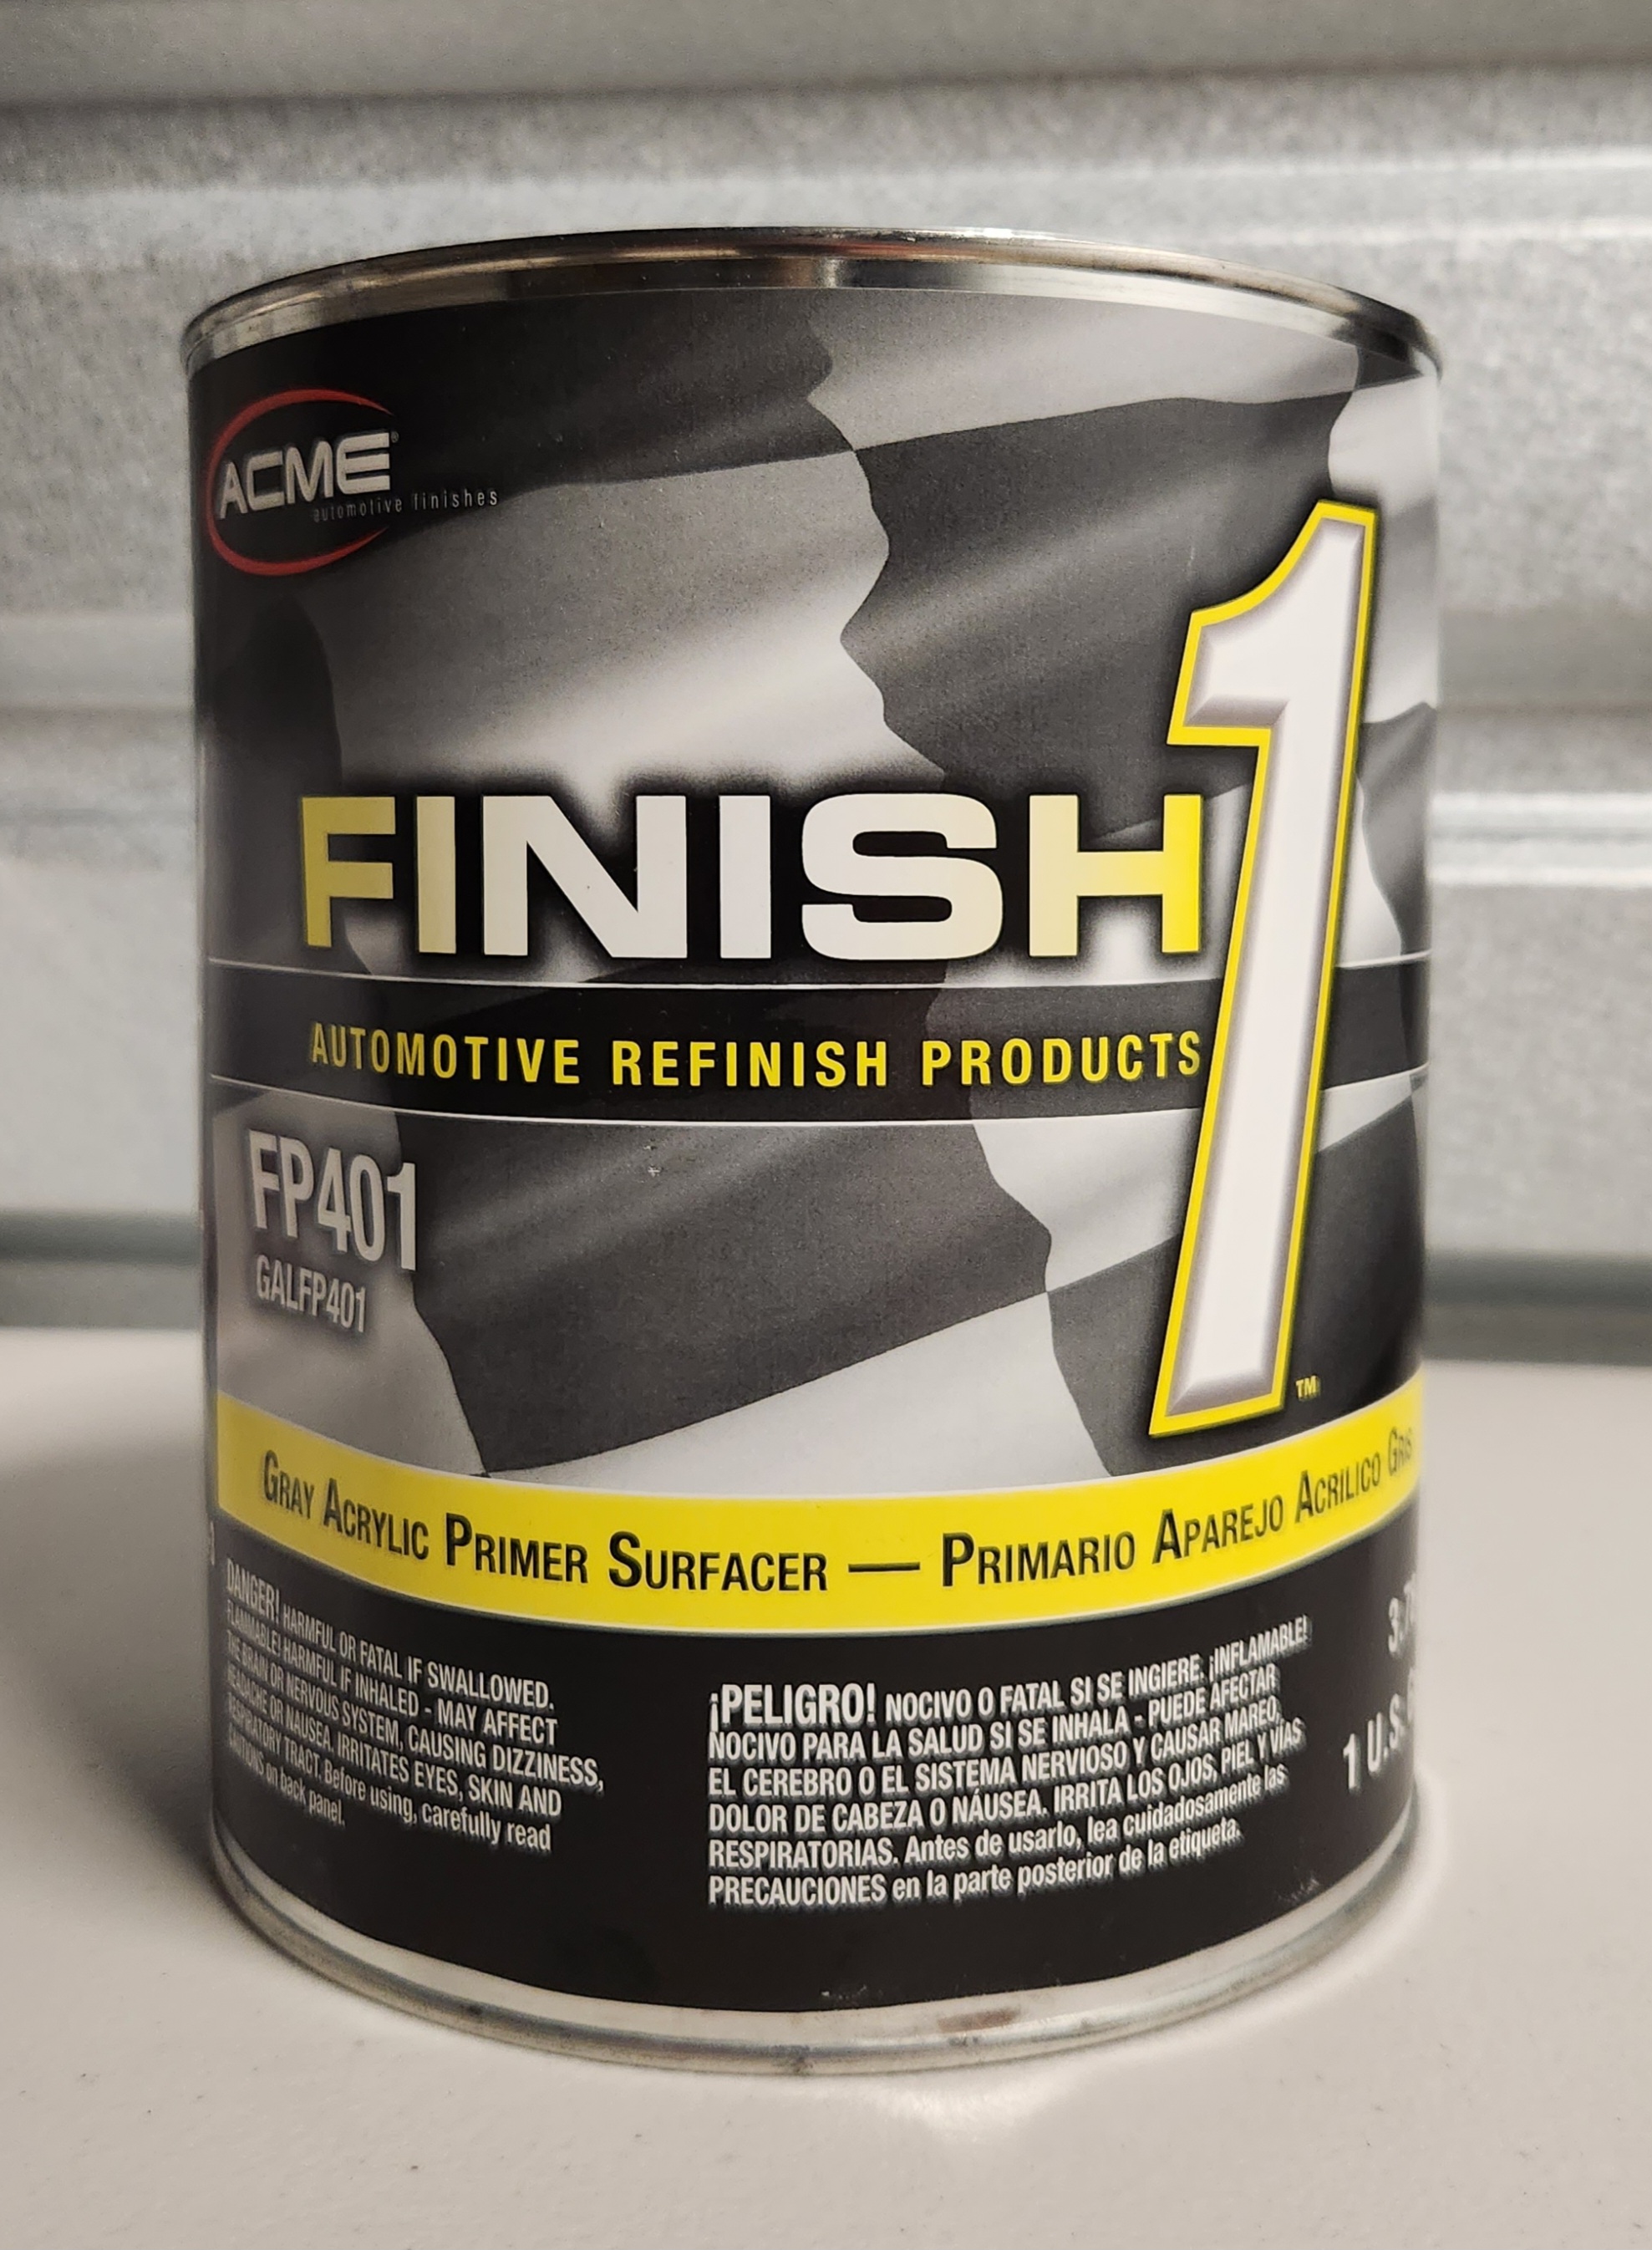 ACME®
automotive finishes
FINISH 1
AUTOMOTIVE REFINISH PRODUCTS
FP401
GALFP401
TM
GRAY ACRYLIC PRIMER SURFACER — PRIMARIO APAREJO ACRILICO GRIS
DANGER! HARMFUL OR FATAL IF SWALLOWED.
FLAMMABLE! HARMFUL IF INHALED - MAY AFFECT
THE BRAIN OR NERVOUS SYSTEM, CAUSING DIZZINESS,
HEADACHE OR NAUSEA. IRRITATES EYES, SKIN AND
RESPIRATORY TRACT. Before using, carefully read
CAUTIONS on back panel.
¡PELIGRO! NOCIVO O FATAL SI SE INGIERE. ¡INFLAMABLE!
NOCIVO PARA LA SALUD SI SE INHALA - PUEDE AFECTAR
EL CEREBRO O EL SISTEMA NERVIOSO Y CAUSAR MAREO,
DOLOR DE CABEZA O NÁUSEA. IRRITA LOS OJOS, PIEL Y VÍAS
RESPIRATORIAS. Antes de usarlo, lea cuidadosamente las
PRECAUCIONES en la parte posterior de la etiqueta.
1 U.S.